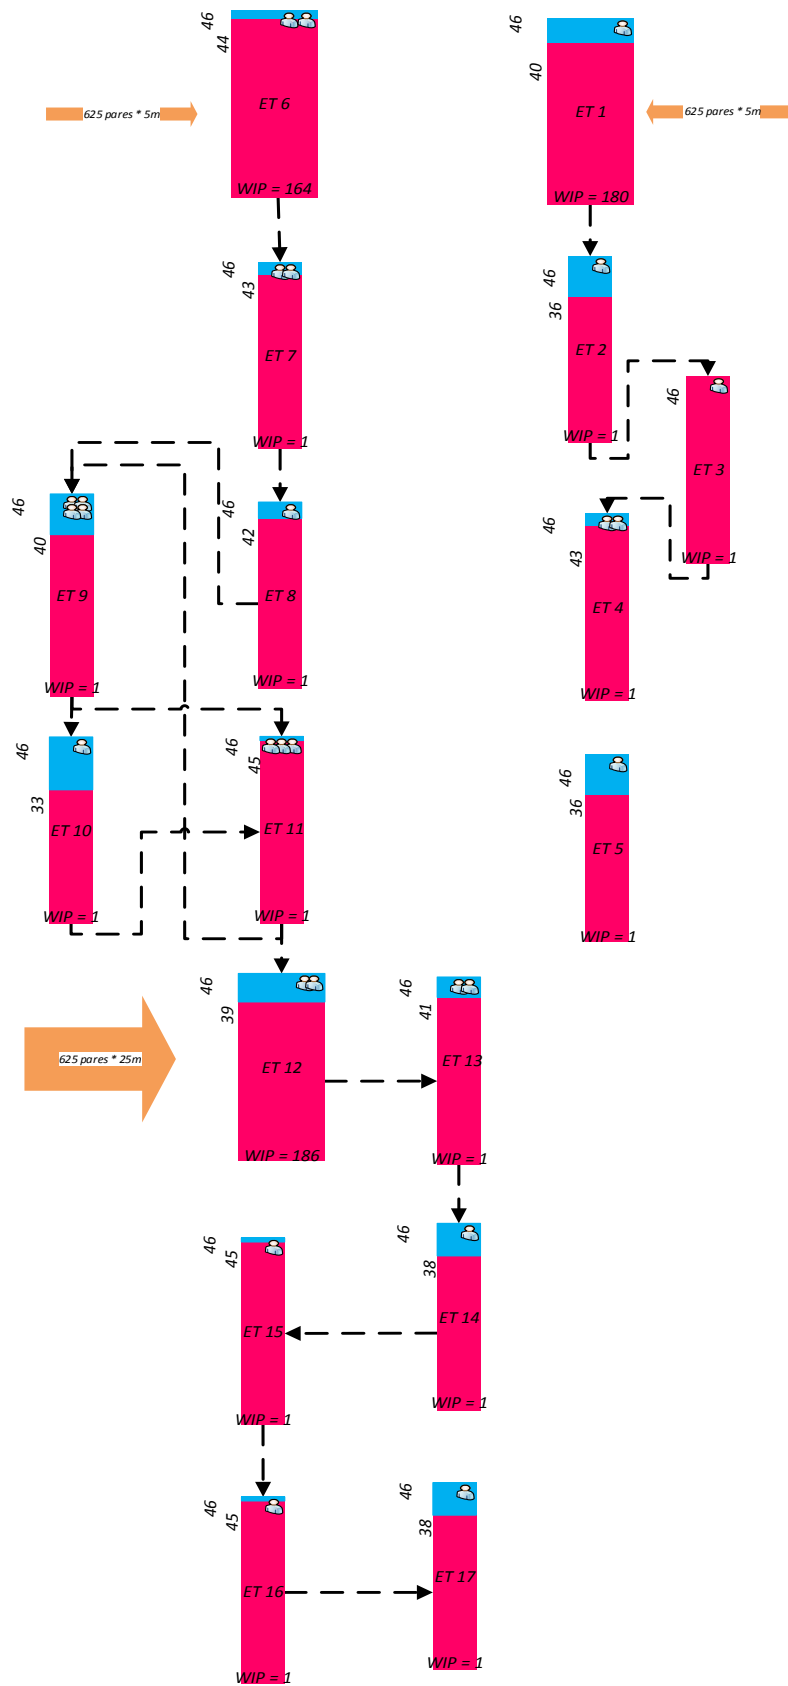 46
44
ET 6
WIP = 164
625 pares * 5m
46
40
ET 1
WIP = 180
625 pares * 5m
46
43
ET 7
WIP = 1
46
36
ET 2
WIP = 1
46
ET 3
WIP = 1
46
40
ET 9
WIP = 1
46
42
ET 8
WIP = 1
46
43
ET 4
WIP = 1
46
33
ET 10
WIP = 1
46
45
ET 11
WIP = 1
46
36
ET 5
WIP = 1
625 pares * 25m
46
39
ET 12
WIP = 186
46
41
ET 13
WIP = 1
46
45
ET 15
WIP = 1
46
38
ET 14
WIP = 1
46
45
ET 16
WIP = 1
46
38
ET 17
WIP = 1